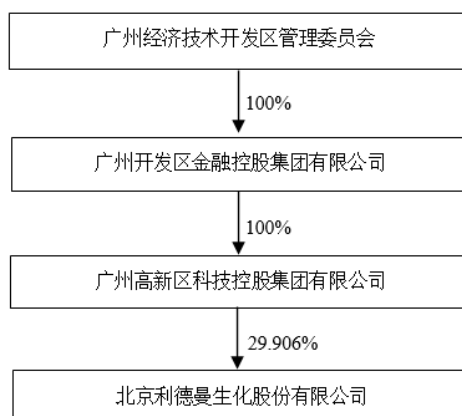 广州经济技术开发区管理委员会
100%
广州开发区金融控股集团有限公司
100%
广州高新区科技控股集团有限公司
29.906%
北京利德曼生化股份有限公司